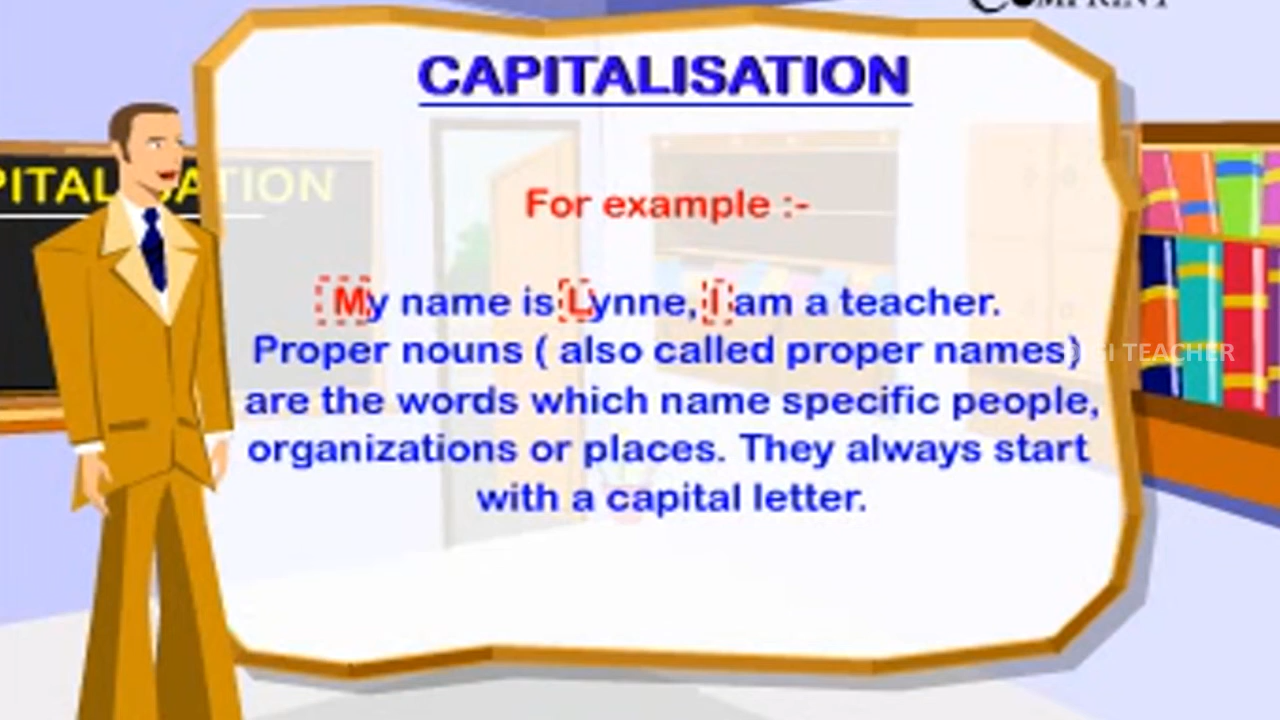 CAPITALISATION
For example :-
My name is Lynne, I am a teacher.
Proper nouns ( also called proper names)
are the words which name specific people,
organizations or places. They always start
with a capital letter.
TEACHER